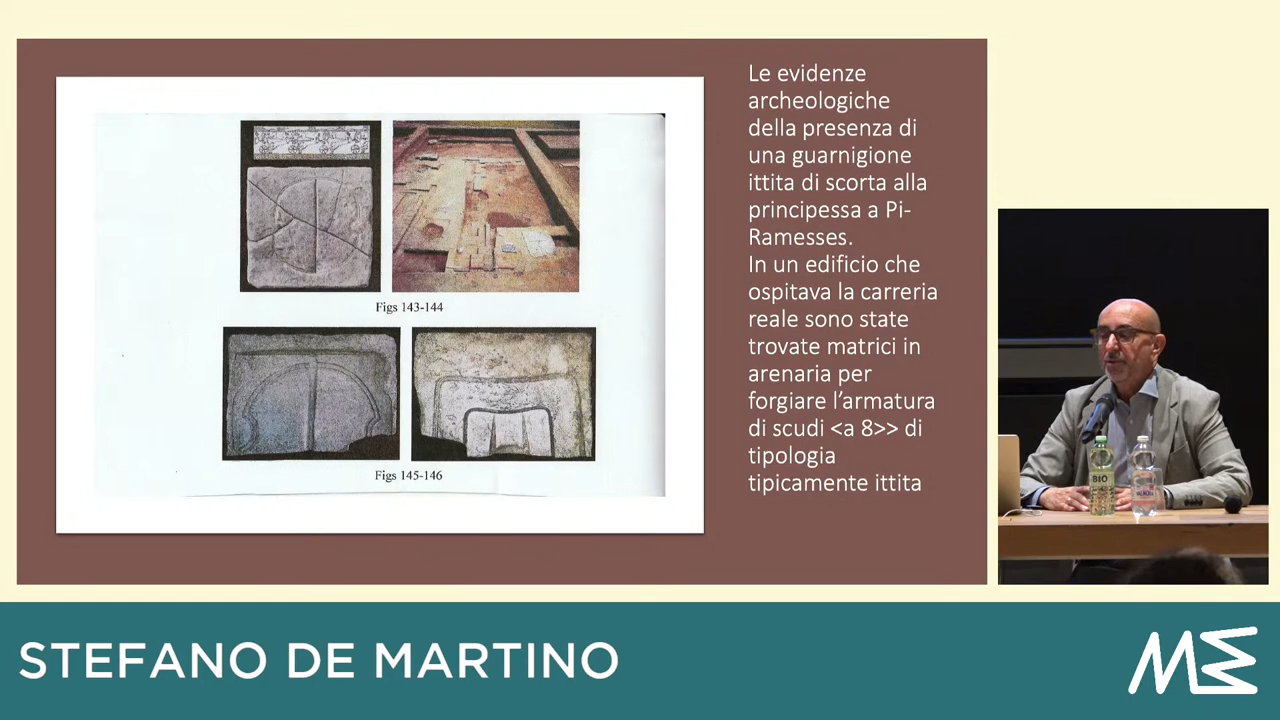 Le evidenze
archeologiche
della presenza di
una guarnigione
ittita di scorta alla
principessa a Pi-
Ramesses.
In un edificio che
ospitava la carreria
reale sono state
trovate matrici in
arenaria per
forgiare l’armatura
di scudi <a 8>> di
tipologia
tipicamente ittita
Figs 143-144
Figs 145-146
BIO
STEFANO DE MARTINO
ME